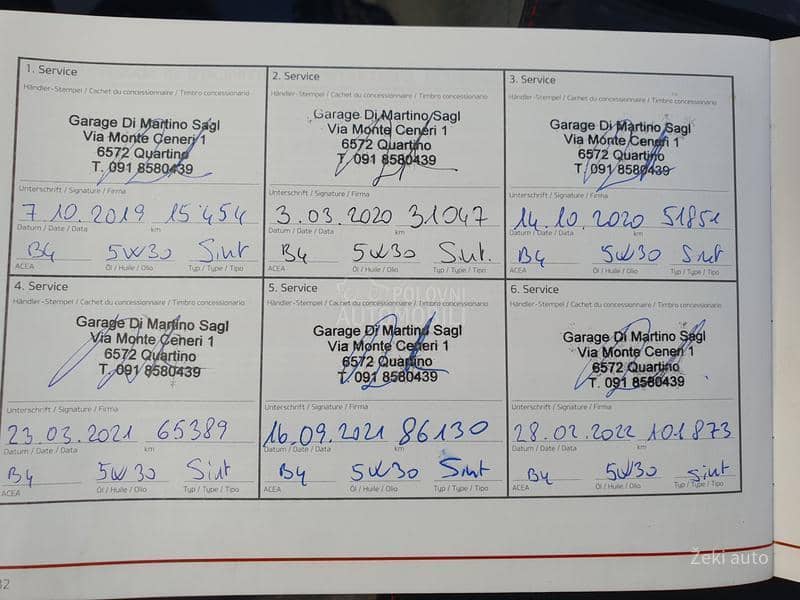 1. Service
Händler-Stempel / Cachet du concessionnaire / Timbro concessionario
Garage Di Martino Sagl
Via Monte Ceneri 1
6572 Quartino
T. 091 8580439
Unterschrift / Signature / Firma
7.10.2019 15'454
Datum / Date / Data km
B4 5W30 Sint
ACEA Öl / Huile / Olio Typ / Type / Tipo
2. Service
Händler-Stempel / Cachet du concessionnaire / Timbro concessionario
Garage Di Martino Sagl
Via Monte Ceneri 1
6572 Quartino
T. 091 8580439
Unterschrift / Signature / Firma
3.03.2020 31047
Datum / Date / Data km
B4 5W30 Sint.
ACEA Öl / Huile / Olio Typ / Type / Tipo
3. Service
Händler-Stempel / Cachet du concessionnaire / Timbro concessionario
Garage Di Martino Sagl
Via Monte Ceneri 1
6572 Quartino
T. 091 8580439
Unterschrift / Signature / Firma
14.10.2020 51851
Datum / Date / Data km
B4 5W30 Sint
ACEA Öl / Huile / Olio Typ / Type / Tipo
4. Service
Händler-Stempel / Cachet du concessionnaire / Timbro concessionario
Garage Di Martino Sagl
Via Monte Ceneri 1
6572 Quartino
T. 091 8580439
Unterschrift / Signature / Firma
23.03.2021 65389
Datum / Date / Data km
B4 5W30 Sint
ACEA Öl / Huile / Olio Typ / Type / Tipo
5. Service
Händler-Stempel / Cachet du concessionnaire / Timbro concessionario
Garage Di Martino Sagl
Via Monte Ceneri 1
6572 Quartino
T. 091 8580439
Unterschrift / Signature / Firma
16.09.2021 86130
Datum / Date / Data km
B4 5W30 Sint
ACEA Öl / Huile / Olio Typ / Type / Tipo
6. Service
Händler-Stempel / Cachet du concessionnaire / Timbro concessionario
Garage Di Martino Sagl
Via Monte Ceneri 1
6572 Quartino
T. 091 8580439
Unterschrift / Signature / Firma
28.02.2022 101873
Datum / Date / Data km
B4 5W30 Sint
ACEA Öl / Huile / Olio Typ / Type / Tipo
POLOVNI
AUTOMOBILI
Žeki auto
32